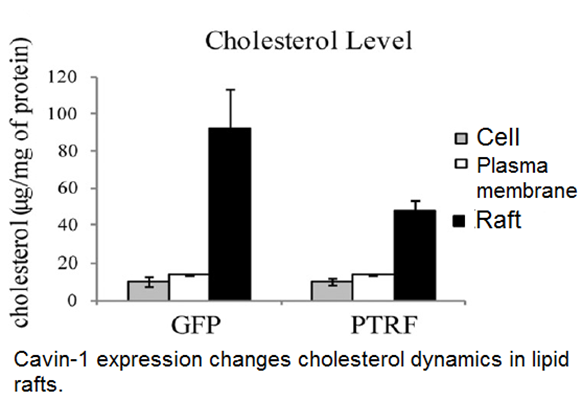 Cholesterol Level
cholesterol (µg/mg of protein)
120
100
80
60
40
20
0
GFP
PTRF
Cell
Plasma
membrane
Raft
Cavin-1 expression changes cholesterol dynamics in lipid
rafts.